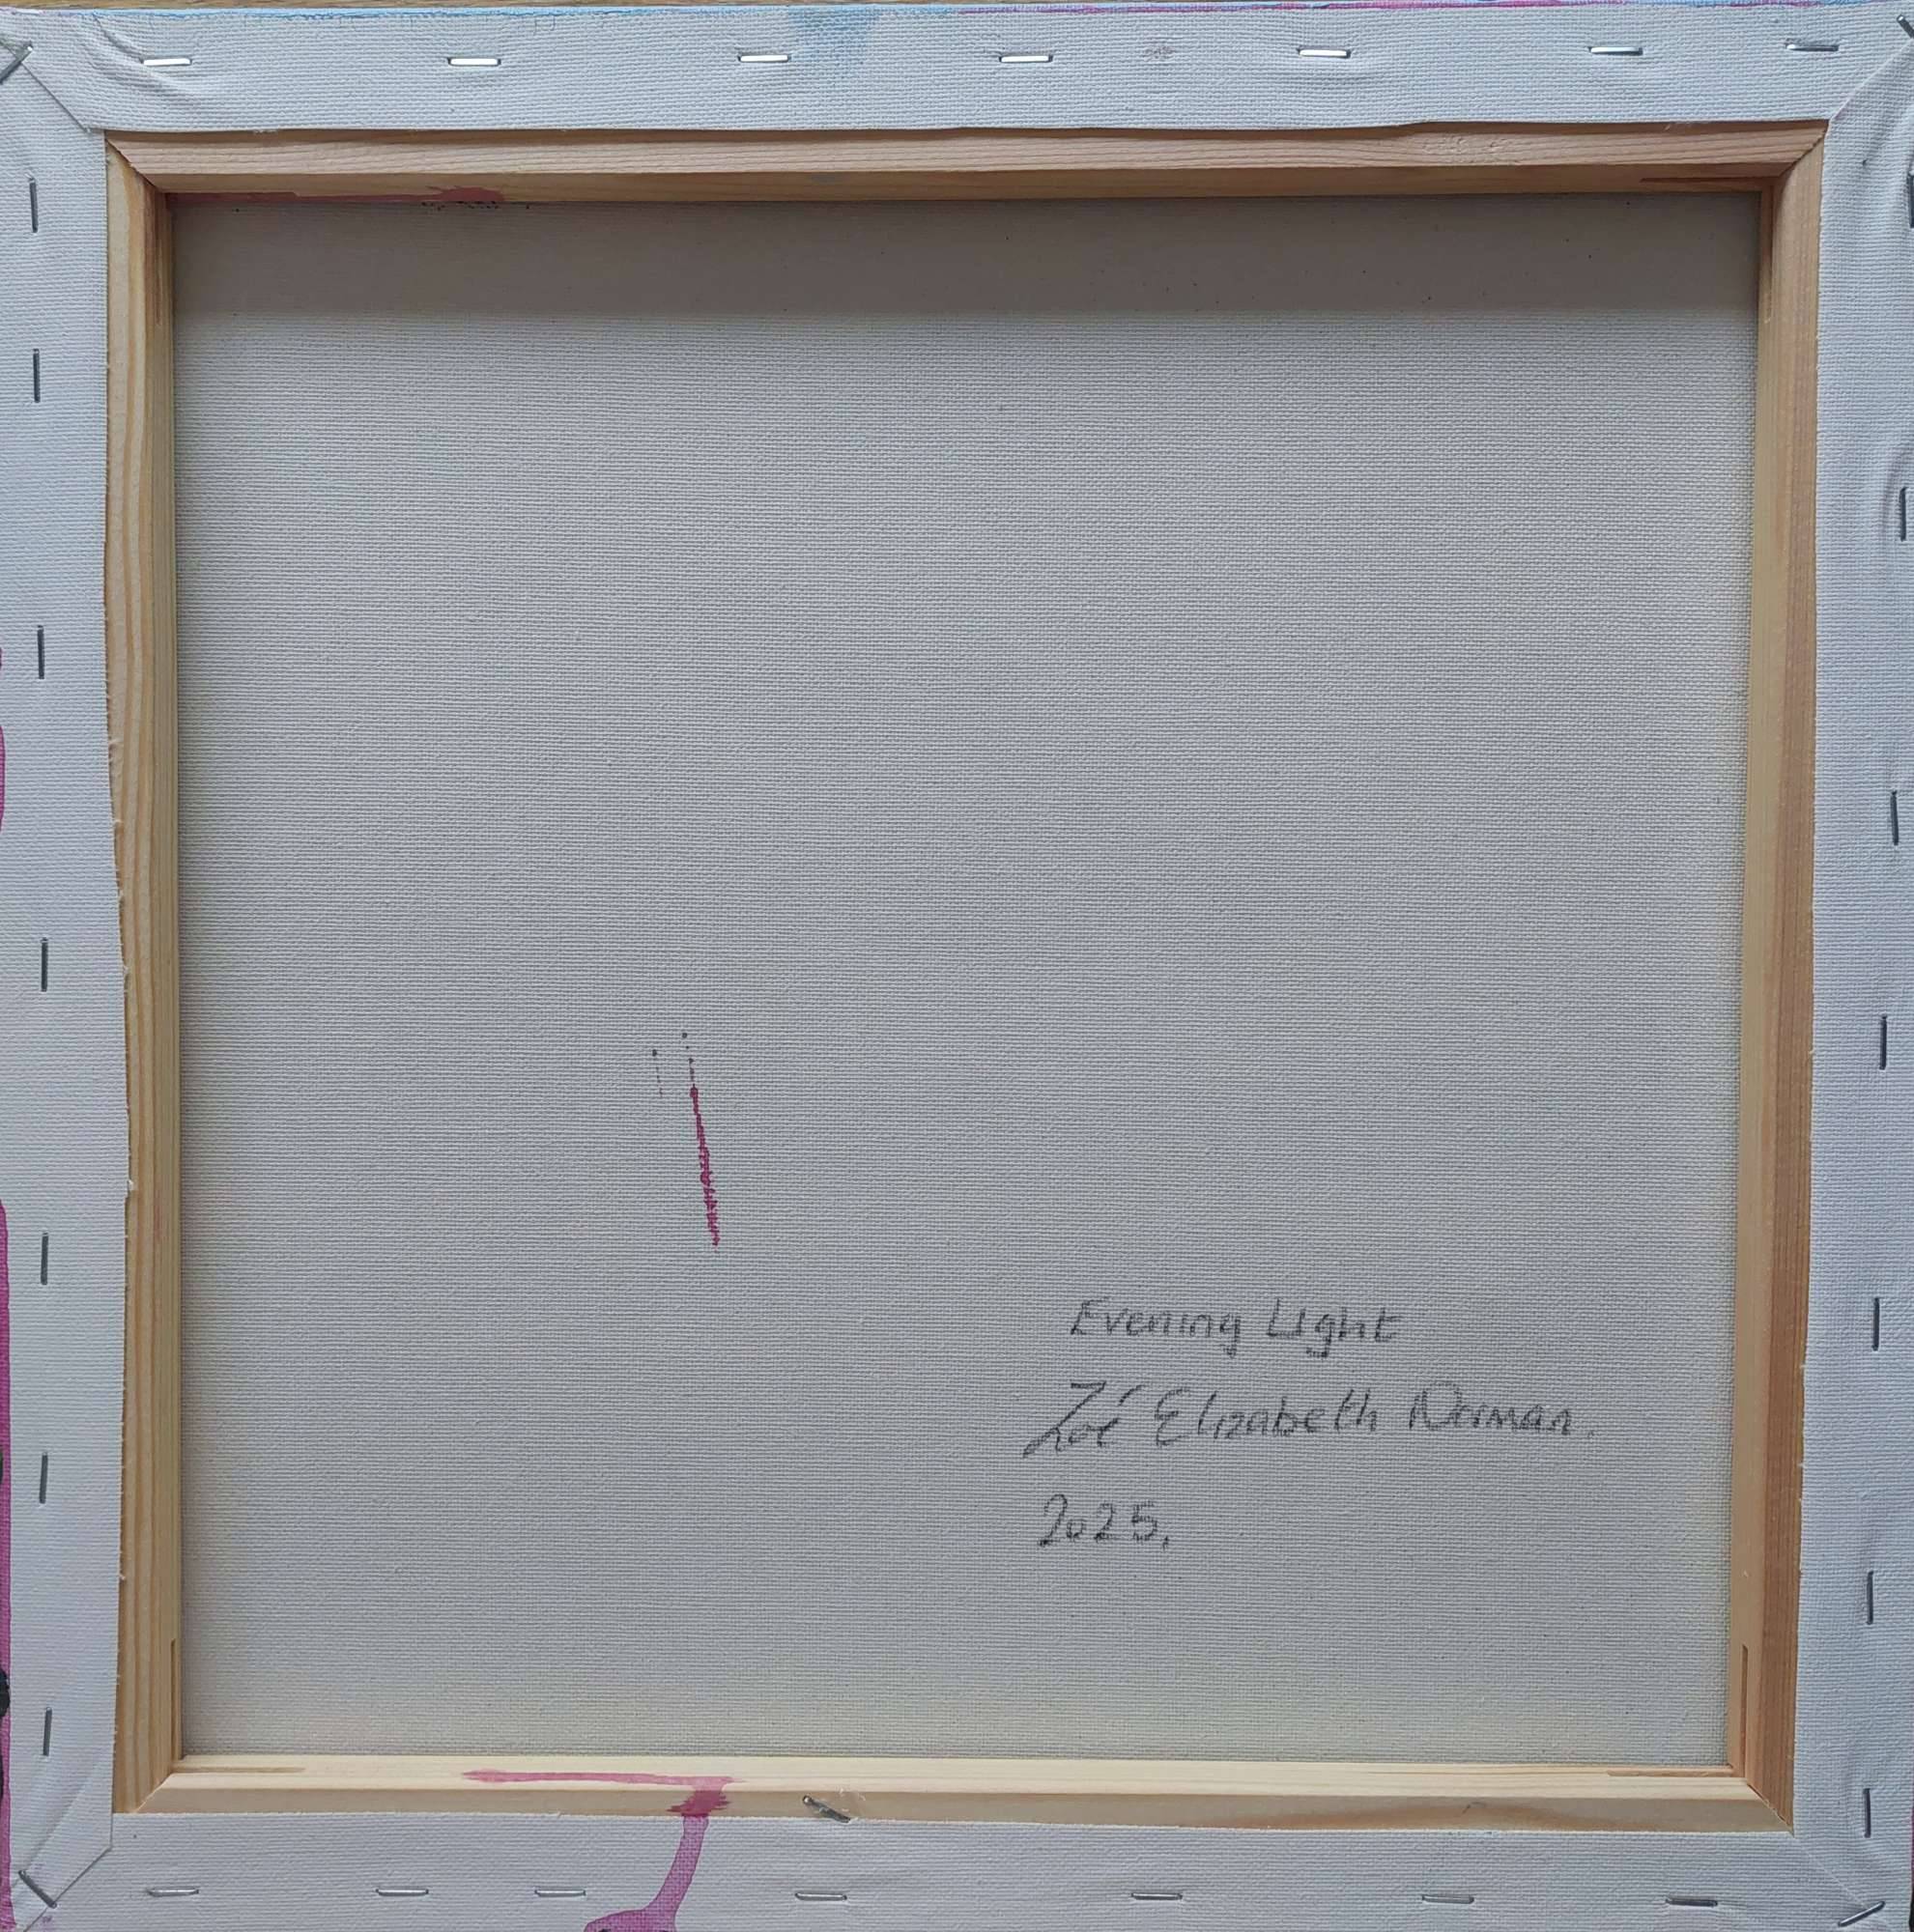 Evening Light
Zoé Elizabeth Norman.
2025.